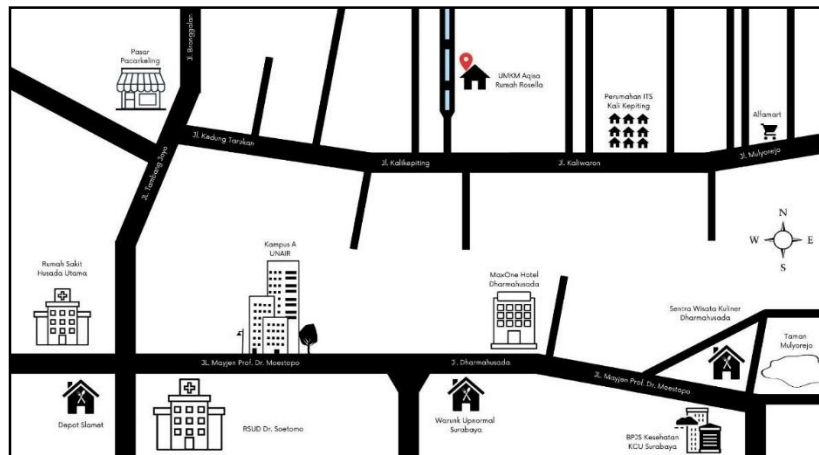 Jl. Bronggalan
Pasar
Pacarkeling
UMKM Aqisa
Rumah Rosella
Perumahan ITS
Kali Kepiting
Alfamart
Jl. Kedung Tarukan
Jl. Kalikepiting
Jl. Kaliwaron
Jl. Mulyorejo
JL. Tambang Jaya
N
W
E
S
Rumah Sakit
Husada Utama
Kampus A
UNAIR
MaxOne Hotel
Dharmahusada
Sentra Wisata Kuliner
Dharmahusada
Taman
Mulyorejo
JL. Mayjen Prof. Dr. Moestopo
Jl. Dharmahusada
JL. Mayjen Prof. Dr. Moestopo
Depot Slamet
RSUD Dr. Soetomo
Warunk Upnormal
Surabaya
BPJS Kesehatan
KCU Surabaya